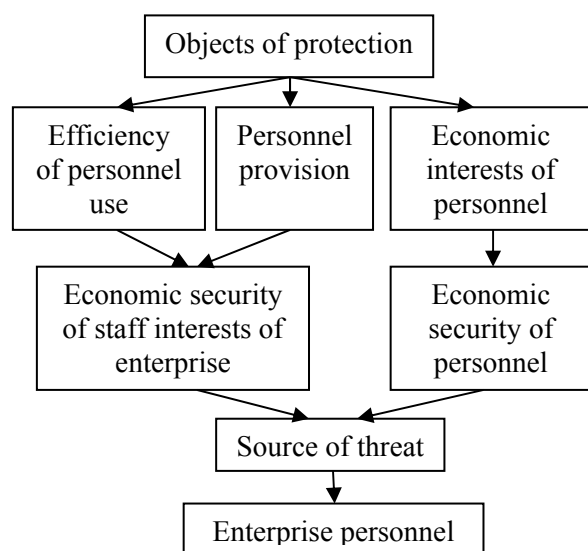 Objects of protection
Efficiency
of personnel
use
Personnel
provision
Economic
interests of
personnel
Economic security
of staff interests of
enterprise
Economic
security of
personnel
Source of threat
Enterprise personnel